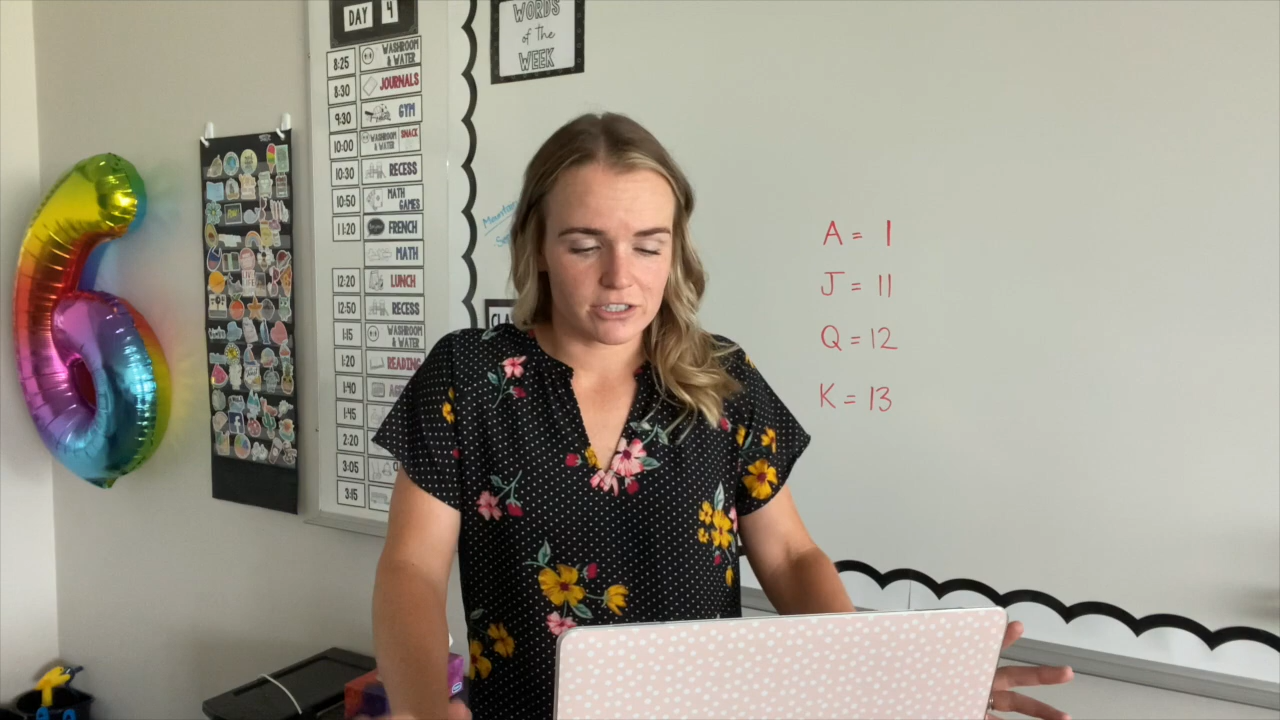 DAY 4
8:25 WASHROOM & WATER
8:30 JOURNALS
9:30 GYM
10:00 WASHROOM & WATER SNACK
10:30 RECESS
10:50 MATH GAMES
11:20 FRENCH
MATH
12:20 LUNCH
12:50 RECESS
1:15 WASHROOM & WATER
1:20 READING
1:40
1:45
2:20
3:05
3:15
WORDS
of the
WEEK
A = 1
J = 11
Q = 12
K = 13